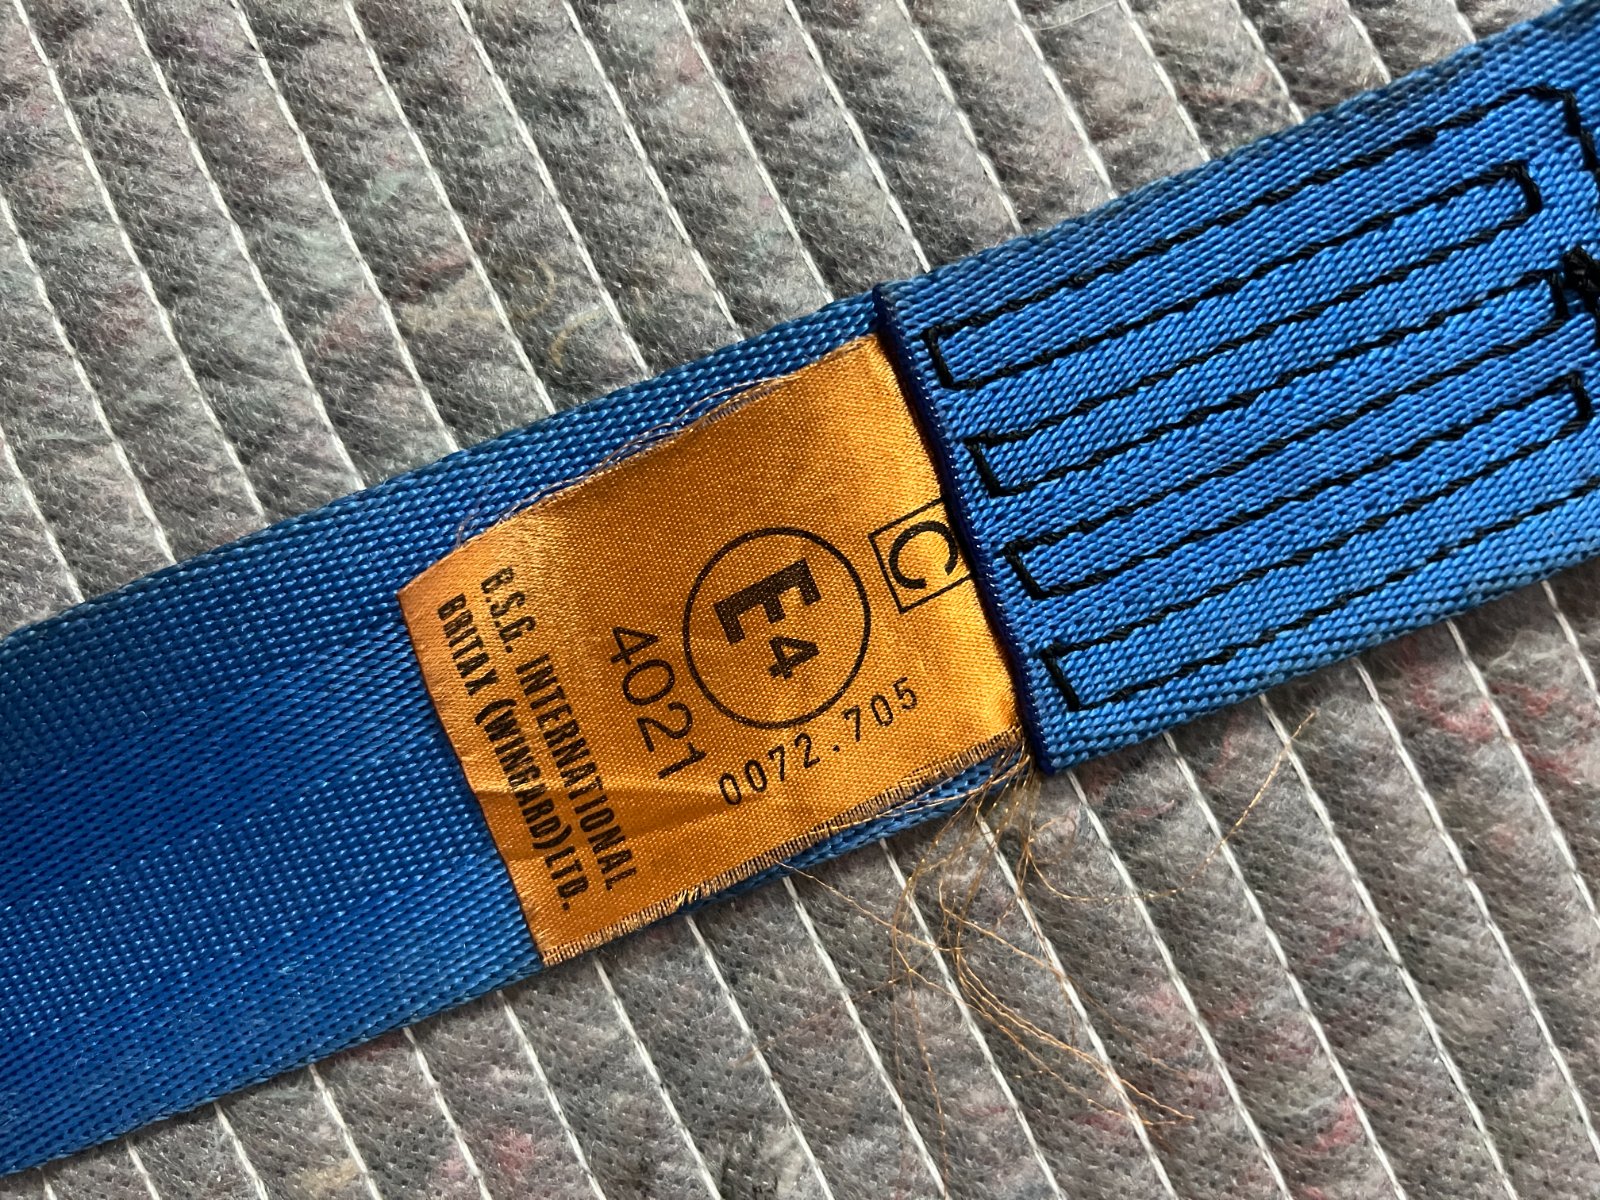 C
E4
0072.705
4021
B.S.G. INTERNATIONAL
BRITAX (WINGARD) LTD.